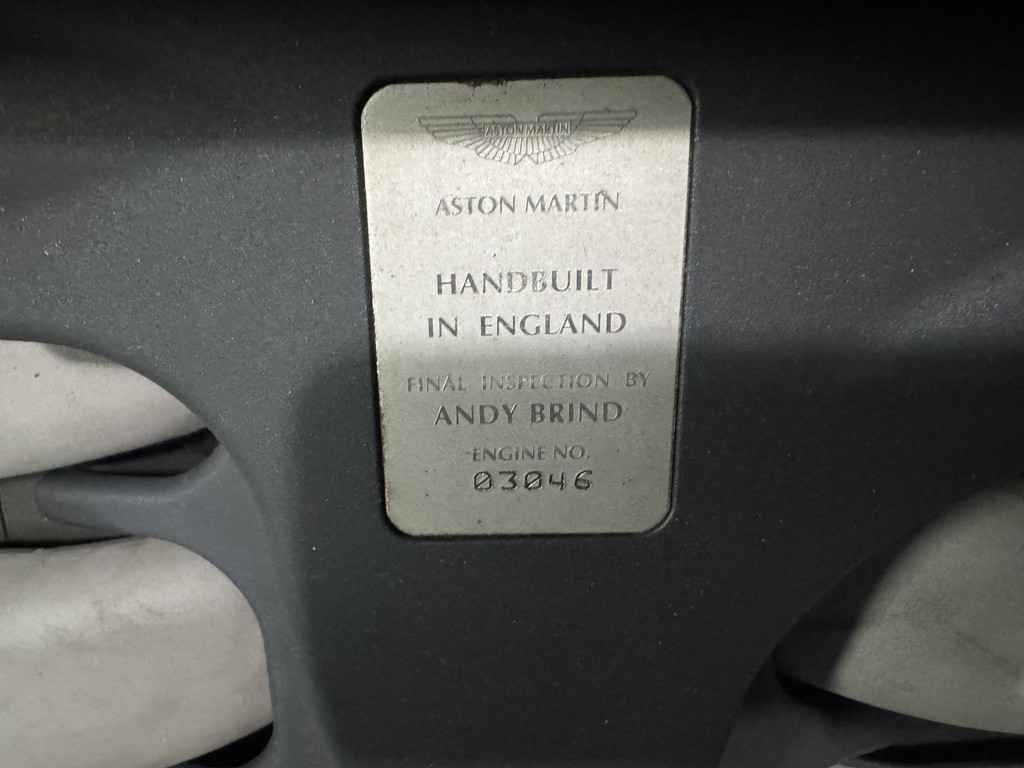 ASTON MARTIN
ASTON MARTIN
HANDBUILT
IN ENGLAND
FINAL INSPECTION BY
ANDY BRIND
ENGINE NO.
03046